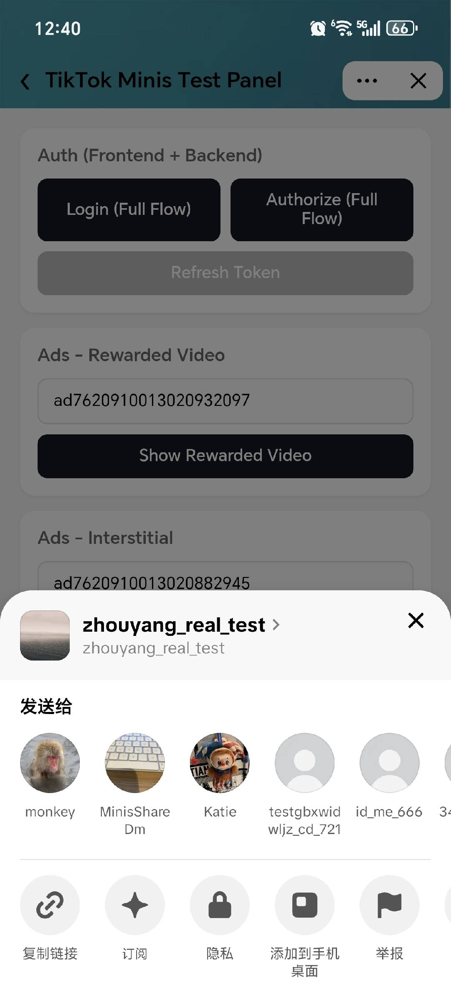 12:40
6
5G
66
TikTok Minis Test Panel
Auth (Frontend + Backend)
Login (Full Flow)
Authorize (Full
Flow)
Refresh Token
Ads - Rewarded Video
ad7620910013020932097
Show Rewarded Video
Ads - Interstitial
ad7620910013020882945
zhouyang_real_test
zhouyang_real_test
发送给
TIAN
monkey
MinisShare
Dm
Katie
testgbxwid
wljz_cd_721
id_me_666
复制链接
订阅
隐私
添加到手机
桌面
举报